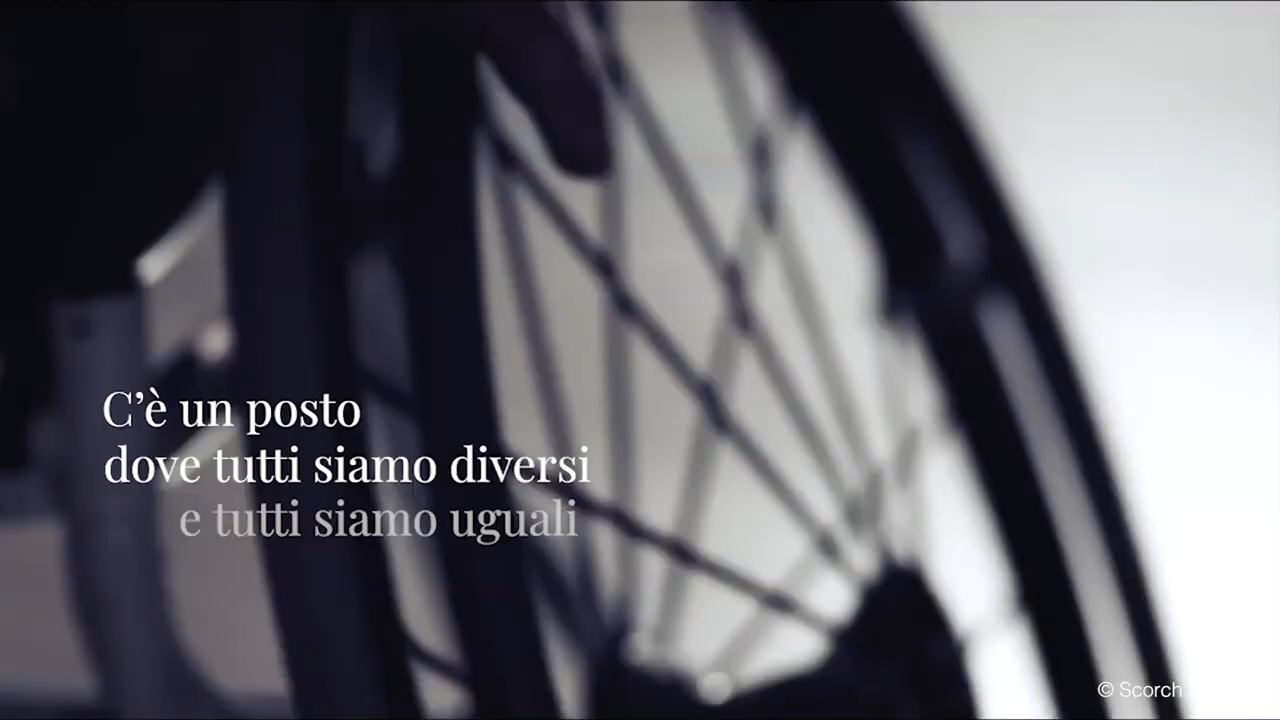 C’è un posto
dove tutti siamo diversi
e tutti siamo uguali
© Scorch